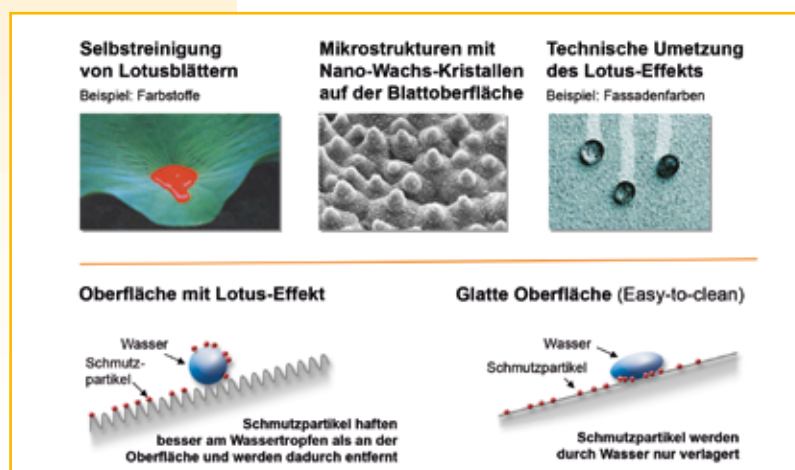 Selbstreinigung
von Lotusblättern
Beispiel: Farbstoffe
Mikrostrukturen mit
Nano-Wachs-Kristallen
auf der Blattoberfläche
Technische Umetzung
des Lotus-Effekts
Beispiel: Fassadenfarben
Oberfläche mit Lotus-Effekt
Wasser
Schmutz-
partikel
Schmutzpartikel haften
besser am Wassertropfen als an der
Oberfläche und werden dadurch entfernt
Glatte Oberfläche (Easy-to-clean)
Wasser
Schmutzpartikel
Schmutzpartikel werden
durch Wasser nur verlagert